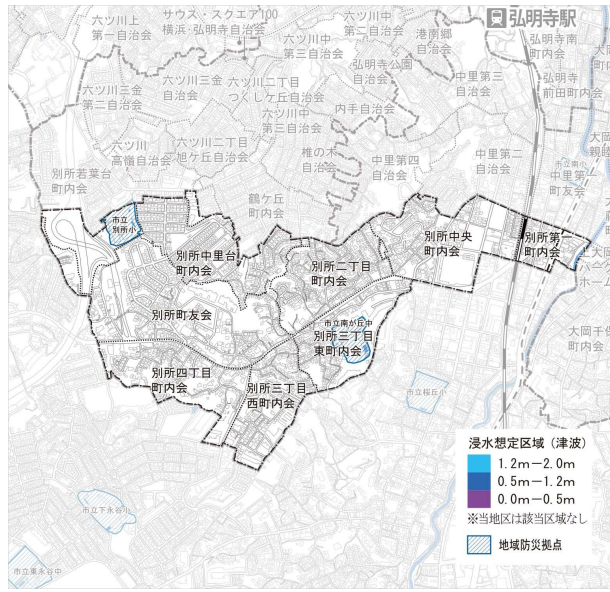 六ツ川上
第一自治会
サウス・スクエア100
横浜・弘明寺自治会
六ツ川中
第二自治会
六ツ川中
第三自治会
港南郷
自治会
弘明寺駅
弘明寺公園
自治会
弘明寺南
町内会
弘明寺
前田町内会
六ツ川三金
第二自治会
六ツ川三金
自治会
六ツ川二丁目
つくしケ丘自治会
内手自治会
中里第三
自治会
六ツ川
高嶺自治会
六ツ川二丁目
旭ケ丘自治会
六ツ川中
第三自治会
椎の木
自治会
中里第四
自治会
中里第二
自治会
市立南小
中里第一
町友会
別所若葉台
町内会
鶴ケ丘
町内会
市立
別所小
別所中里台
町内会
別所二丁目
町内会
別所中央
町内会
別所第一
町内会
別所町友会
市立南が丘中
別所三丁目
東町内会
別所四丁目
町内会
別所三丁目
西町内会
市立桜丘小
市立下永谷小
市立東永谷中
浸水想定区域（津波）
1.2m－2.0m
0.5m－1.2m
0.0m－0.5m
※当地区は該当区域なし
地域防災拠点